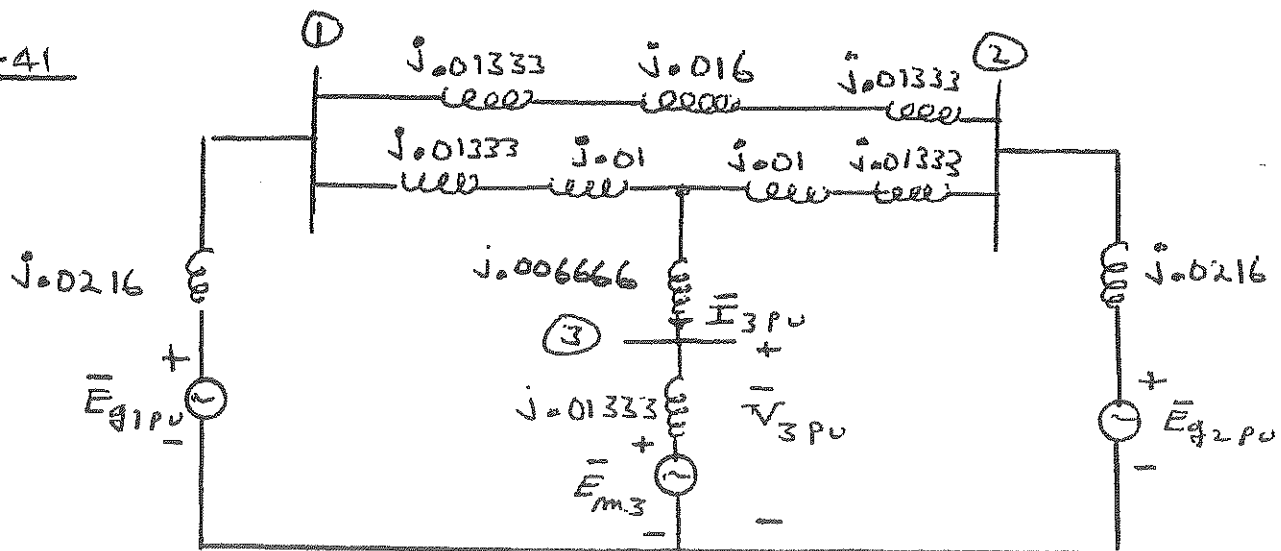 ·41
①
②
j.01333
j.016
j.01333
j.01333
j.01
j.01
j.01333
j.0216
j.006666
Ī3pu
j.0216
③
+
+
Ēg1pu
−
j.01333
V̄3pu
+
Ēg2pu
−
+
Ēm3
−
−